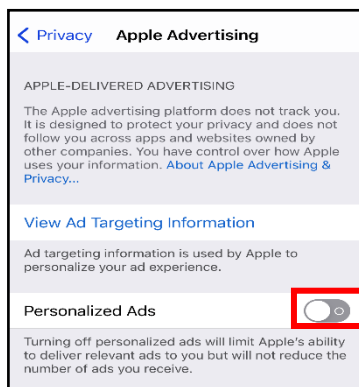 Privacy Apple Advertising
APPLE-DELIVERED ADVERTISING
The Apple advertising platform does not track you.
It is designed to protect your privacy and does not
follow you across apps and websites owned by
other companies. You have control over how Apple
uses your information. About Apple Advertising &
Privacy...
View Ad Targeting Information
Ad targeting information is used by Apple to
personalize your ad experience.
Personalized Ads
Turning off personalized ads will limit Apple's ability
to deliver relevant ads to you but will not reduce the
number of ads you receive.